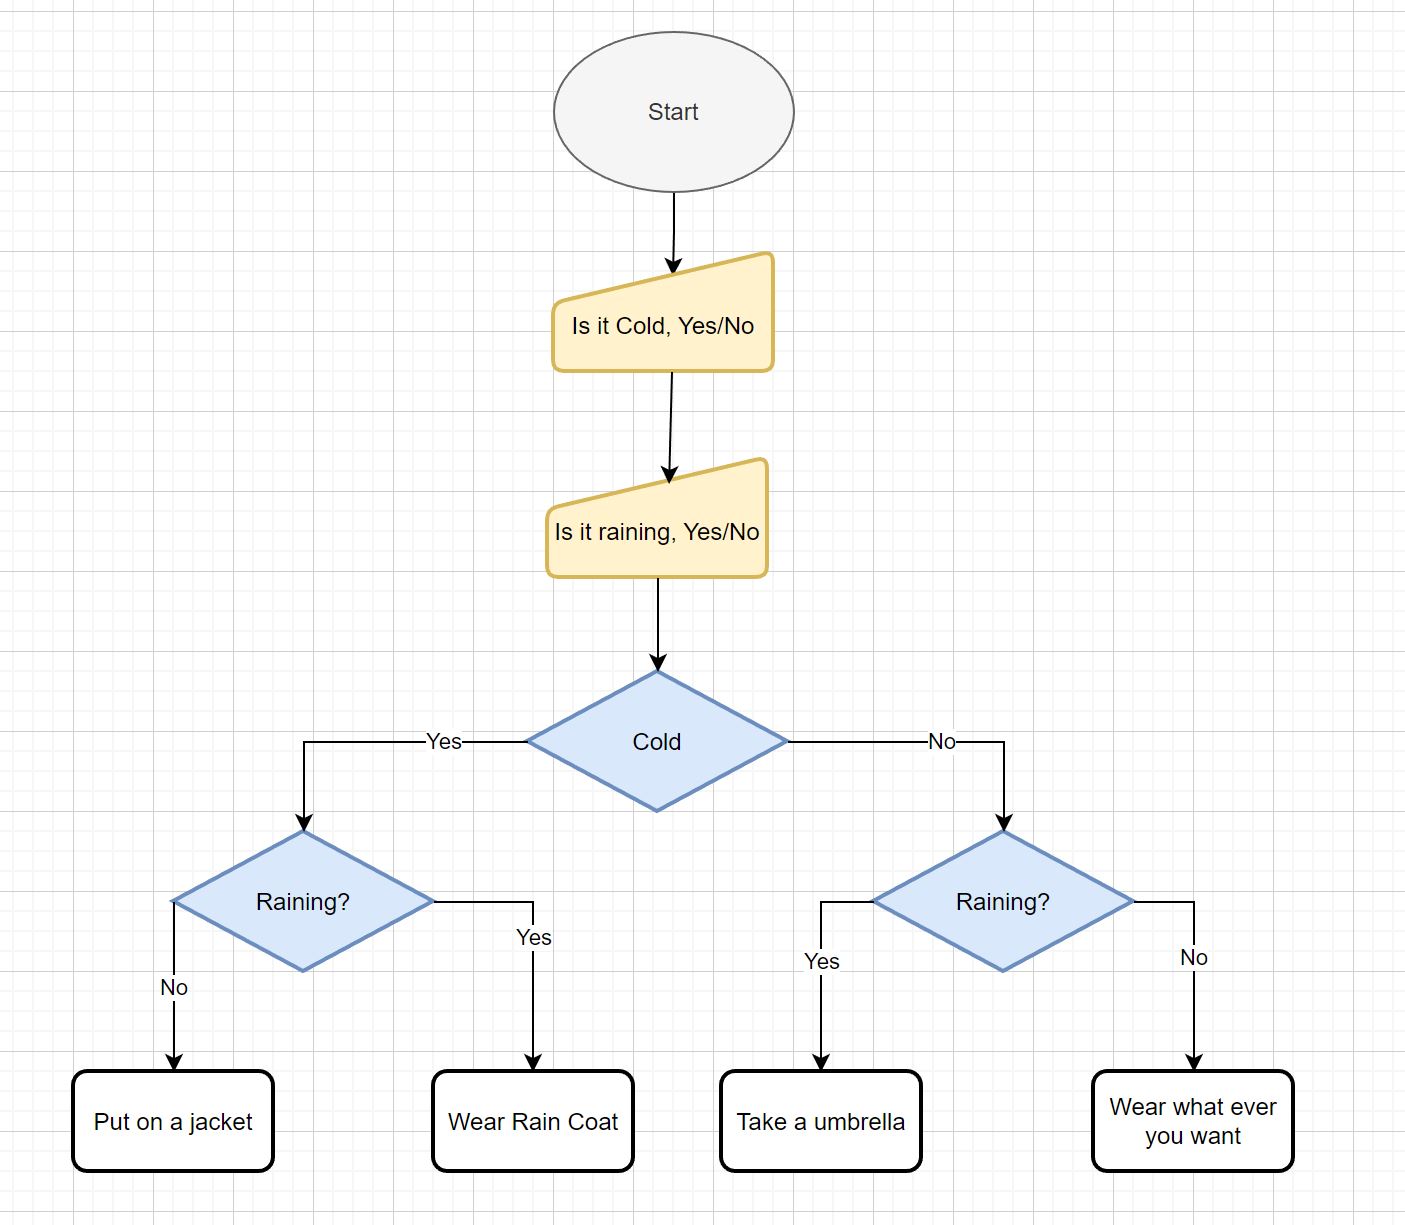 Start
Is it Cold, Yes/No
Is it raining, Yes/No
Cold
Yes
No
Raining?
Raining?
Yes
No
Yes
No
Put on a jacket
Wear Rain Coat
Take a umbrella
Wear what ever
you want